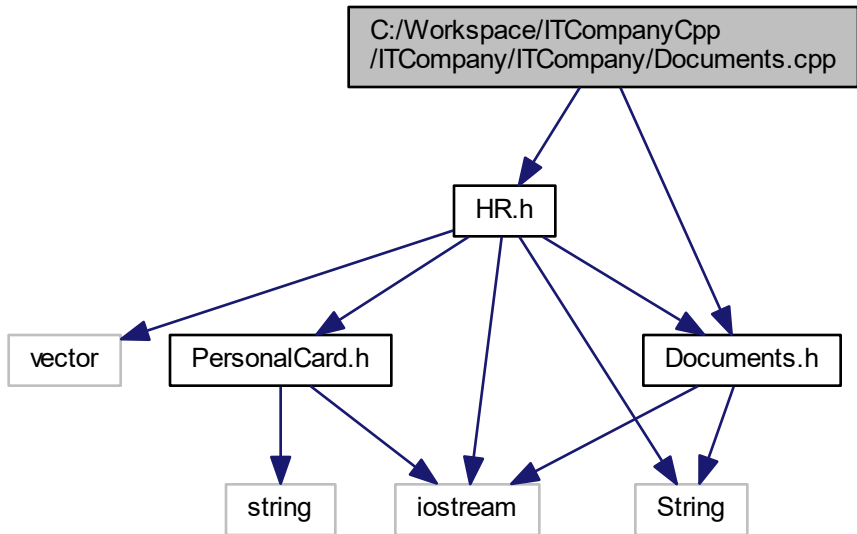 C:/Workspace/ITCompanyCpp
/ITCompany/ITCompany/Documents.cpp
HR.h
vector
PersonalCard.h
Documents.h
string
iostream
String